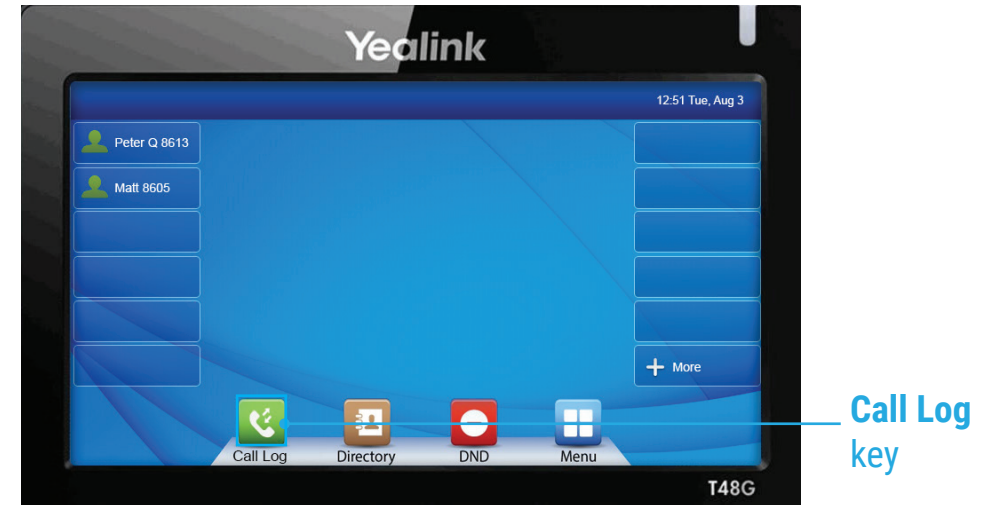 Yealink
12:51 Tue, Aug 3
Peter Q 8613
Matt 8605
More
Call Log
Directory
DND
Menu
T48G
Call Log
key